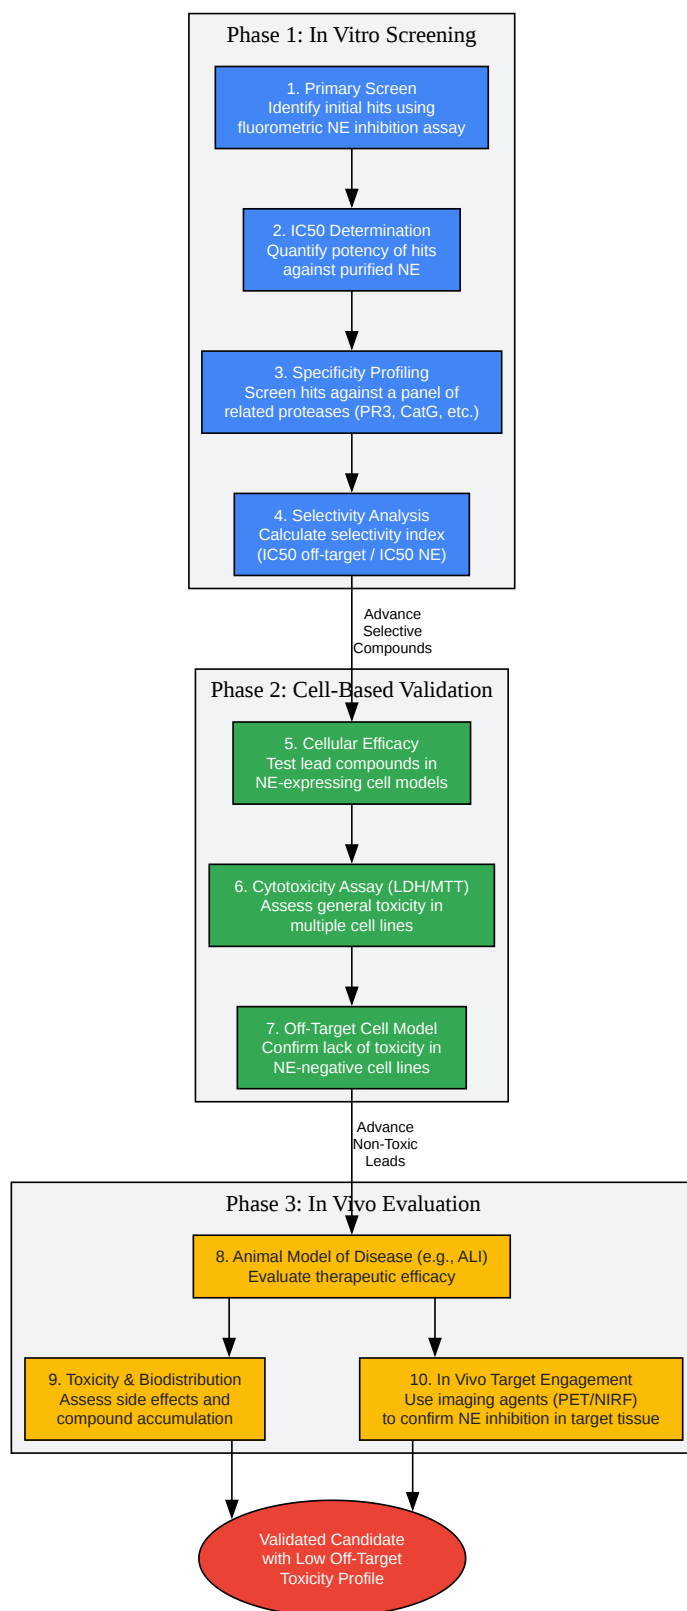 Phase 1: In Vitro Screening
1. Primary Screen
Identify initial hits using
fluorometric NE inhibition assay
2. IC50 Determination
Quantify potency of hits
against purified NE
3. Specificity Profiling
Screen hits against a panel of
related proteases (PR3, CatG, etc.)
4. Selectivity Analysis
Calculate selectivity index
(IC50 off-target / IC50 NE)
Advance
Selective
Compounds
Phase 2: Cell-Based Validation
5. Cellular Efficacy
Test lead compounds in
NE-expressing cell models
6. Cytotoxicity Assay (LDH/MTT)
Assess general toxicity in
multiple cell lines
7. Off-Target Cell Model
Confirm lack of toxicity in
NE-negative cell lines
Advance
Non-Toxic
Leads
Phase 3: In Vivo Evaluation
8. Animal Model of Disease (e.g., ALI)
Evaluate therapeutic efficacy
9. Toxicity & Biodistribution
Assess side effects and
compound accumulation
10. In Vivo Target Engagement
Use imaging agents (PET/NIRF)
to confirm NE inhibition in target tissue
Validated Candidate
with Low Off-Target
Toxicity Profile